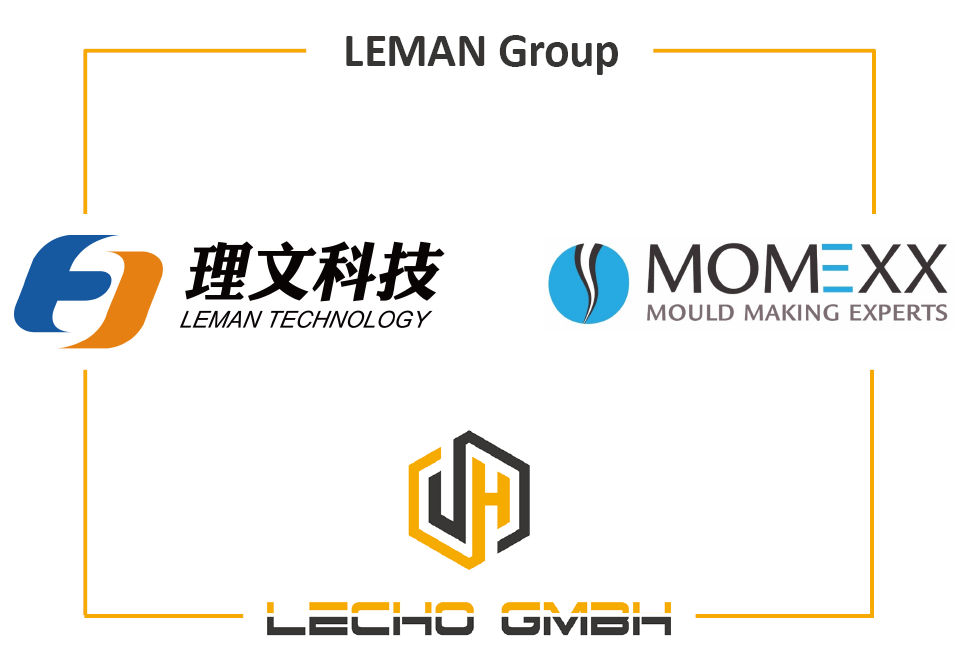 LEMAN Group
理文科技
LEMAN TECHNOLOGY
MOMEXX
MOULD MAKING EXPERTS
LECHO GMBH